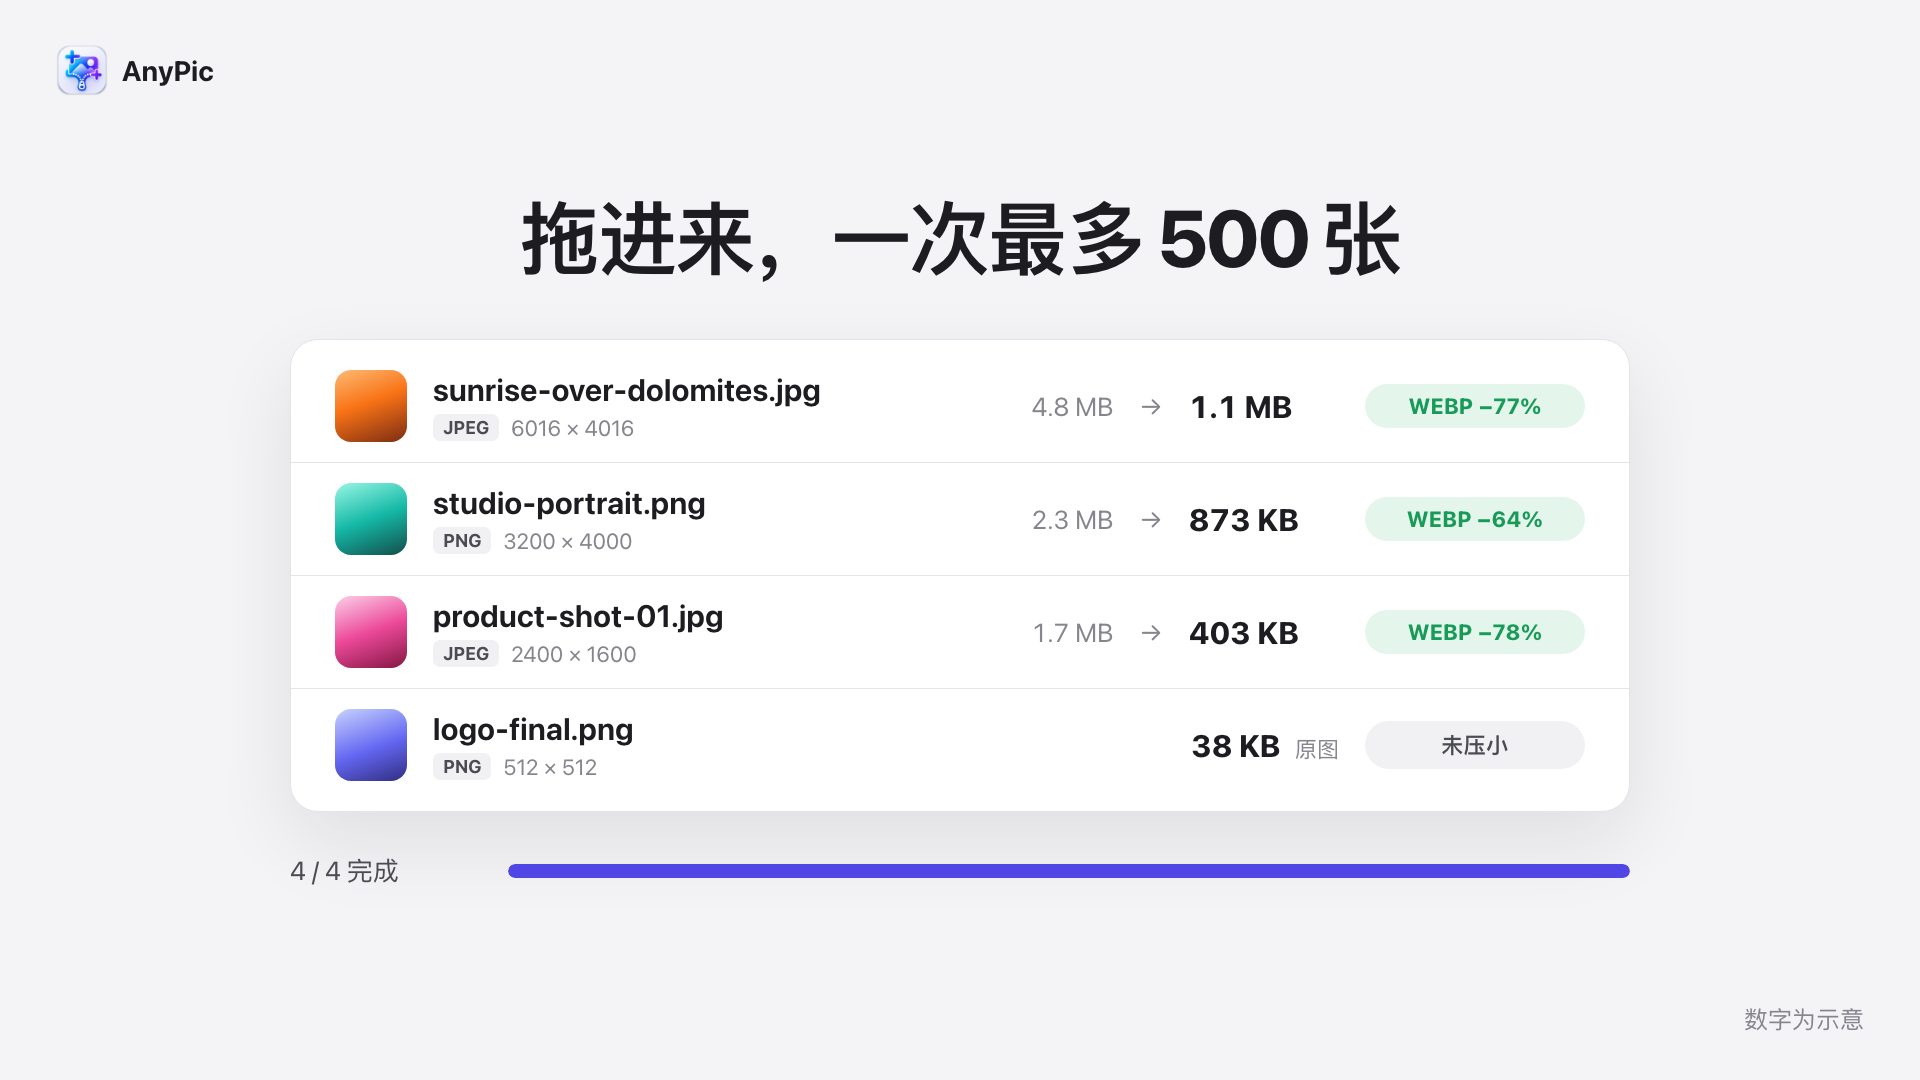 AnyPic
拖进来，一次最多 500 张
sunrise-over-dolomites.jpg
JPEG 6016 × 4016
4.8 MB → 1.1 MB
WEBP −77%
studio-portrait.png
PNG 3200 × 4000
2.3 MB → 873 KB
WEBP −64%
product-shot-01.jpg
JPEG 2400 × 1600
1.7 MB → 403 KB
WEBP −78%
logo-final.png
PNG 512 × 512
38 KB 原图
未压小
4 / 4 完成
数字为示意